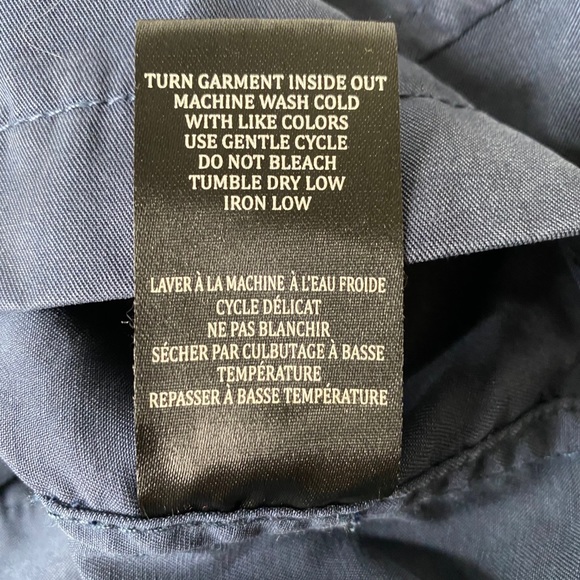 TURN GARMENT INSIDE OUT
MACHINE WASH COLD
WITH LIKE COLORS
USE GENTLE CYCLE
DO NOT BLEACH
TUMBLE DRY LOW
IRON LOW
LAVER À LA MACHINE À L'EAU FROIDE
CYCLE DÉLICAT
NE PAS BLANCHIR
SÉCHER PAR CULBUTAGE À BASSE
TEMPÉRATURE
REPASSER À BASSE TEMPÉRATURE